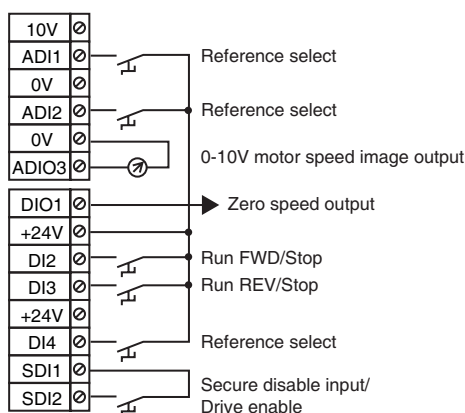 10V
ADI1 Reference select
0V
ADI2 Reference select
0V
ADIO3 0-10V motor speed image output
DIO1 Zero speed output
+24V
DI2 Run FWD/Stop
DI3 Run REV/Stop
+24V
DI4 Reference select
SDI1
SDI2 Secure disable input/
Drive enable